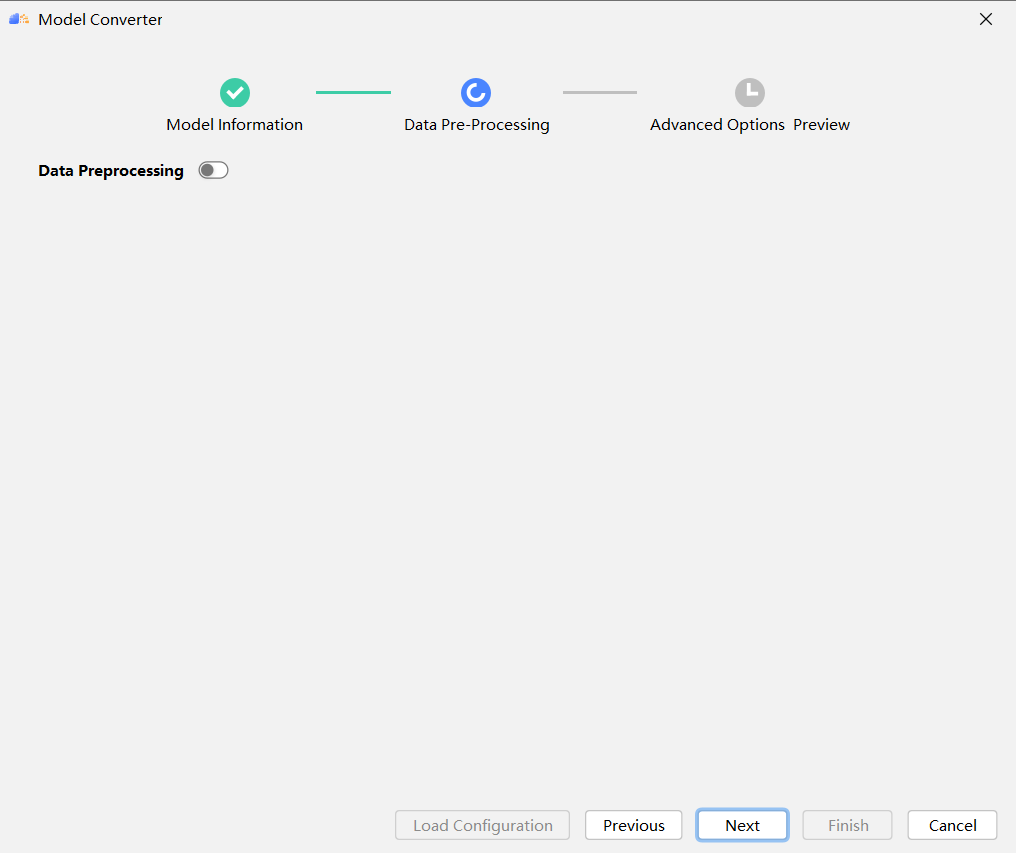 Model Converter
Model Information
Data Pre-Processing
Advanced Options  Preview
Data Preprocessing
Load Configuration
Previous
Next
Finish
Cancel